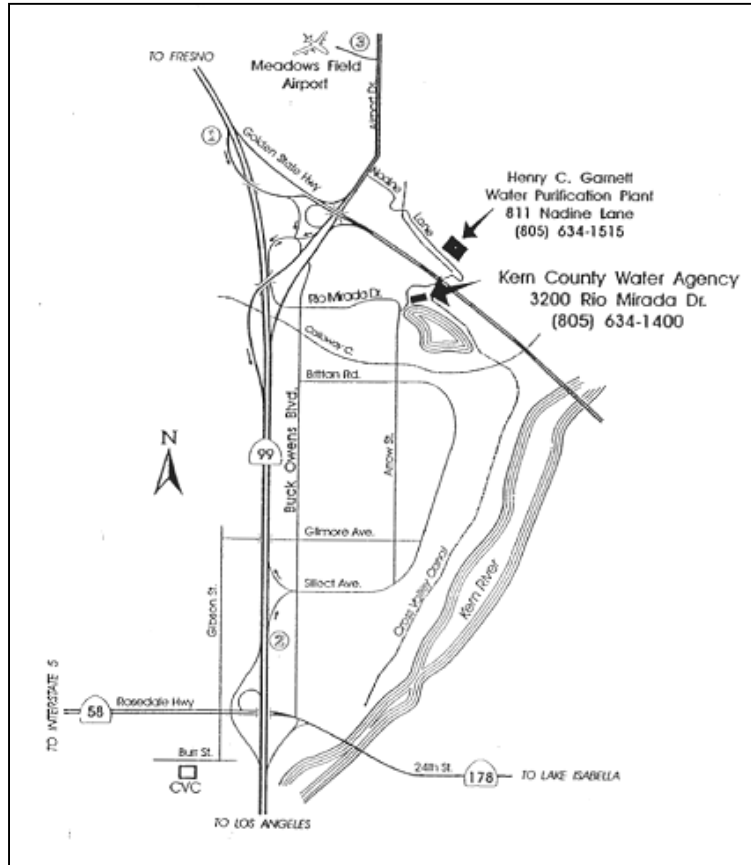 TO FRESNO
3
Meadows Field
Airport
Airport Dr.
1
Golden State Hwy
Nadine
Lane
Henry C. Garnett
Water Purification Plant
811 Nadine Lane
(805) 634-1515
Kern County Water Agency
3200 Rio Mirada Dr.
(805) 634-1400
Rio Mirada Dr.
Calloway C.
Brittan Rd.
N
99
Buck Owens Blvd.
Arrow St.
Gilmore Ave.
Sillect Ave.
Gibson St.
Cross Valley Canal
Kern River
2
TO INTERSTATE 5
58
Rosedale Hwy
Burr St.
CVC
24th St.
178
TO LAKE ISABELLA
TO LOS ANGELES